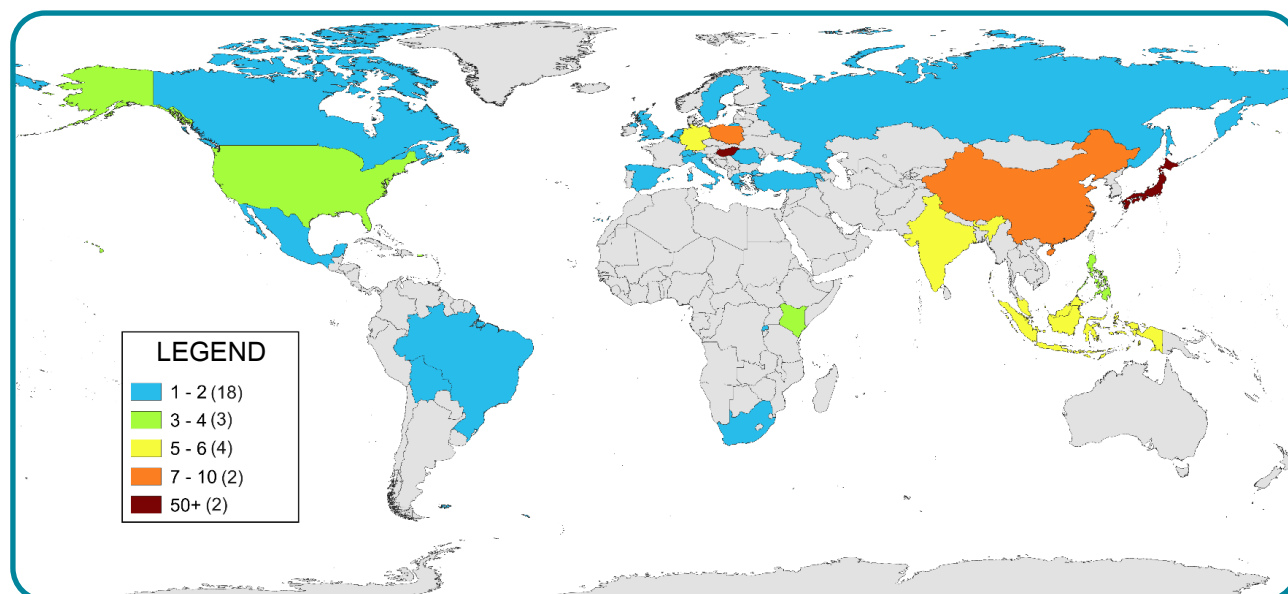 LEGEND
1 - 2 (18)
3 - 4 (3)
5 - 6 (4)
7 - 10 (2)
50+ (2)